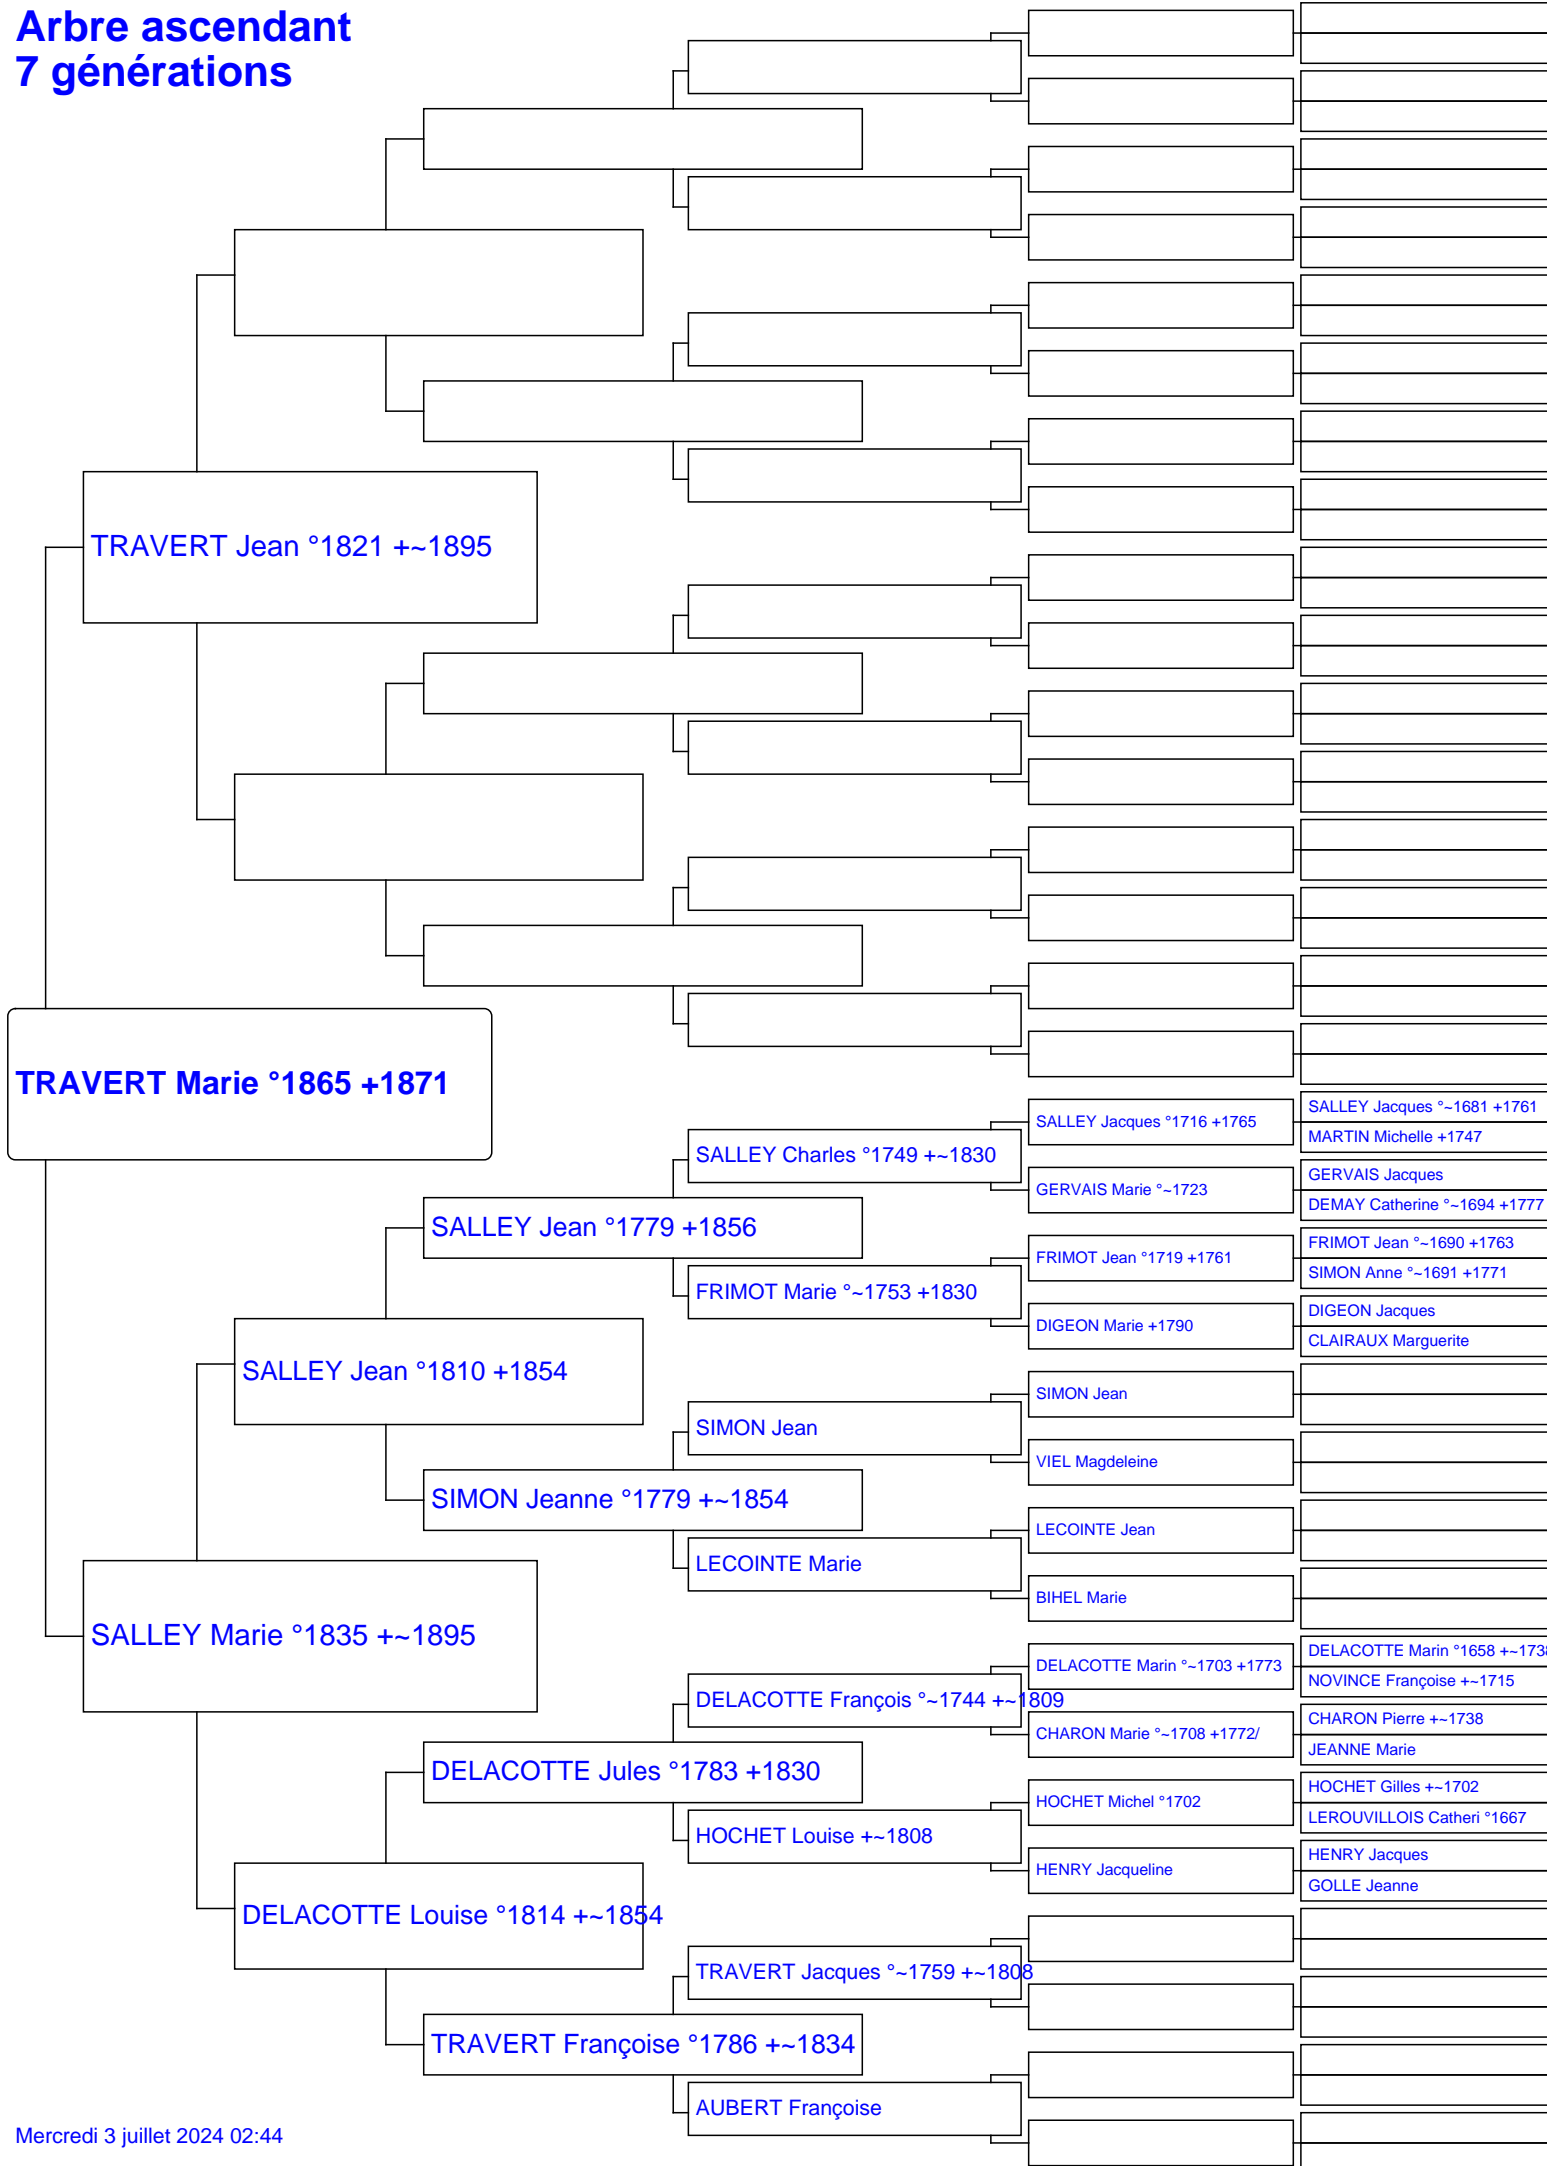 Arbre ascendant
7 générations
TRAVERT Jean °1821 +~1895
TRAVERT Marie °1865 +1871
SALLEY Jacques °~1681 +1761
SALLEY Jacques °1716 +1765
MARTIN Michelle +1747
SALLEY Charles °1749 +~1830
GERVAIS Jacques
GERVAIS Marie °~1723
DEMAY Catherine °~1694 +1777
SALLEY Jean °1779 +1856
FRIMOT Jean °~1690 +1763
FRIMOT Jean °1719 +1761
SIMON Anne °~1691 +1771
FRIMOT Marie °~1753 +1830
DIGEON Jacques
DIGEON Marie +1790
CLAIRAUX Marguerite
SALLEY Jean °1810 +1854
SIMON Jean
SIMON Jean
VIEL Magdeleine
SIMON Jeanne °1779 +~1854
LECOINTE Jean
LECOINTE Marie
BIHEL Marie
SALLEY Marie °1835 +~1895
DELACOTTE Marin °1658 +~1738
DELACOTTE Marin °~1703 +1773
NOVINCE Françoise +~1715
DELACOTTE François °~1744 +~1809
CHARON Pierre +~1738
CHARON Marie °~1708 +1772/
JEANNE Marie
DELACOTTE Jules °1783 +1830
HOCHET Gilles +~1702
HOCHET Michel °1702
LEROUVILLOIS Catheri °1667
HOCHET Louise +~1808
HENRY Jacques
HENRY Jacqueline
GOLLE Jeanne
DELACOTTE Louise °1814 +~1854
TRAVERT Jacques °~1759 +~1808
TRAVERT Françoise °1786 +~1834
AUBERT Françoise
Mercredi 3 juillet 2024 02:44